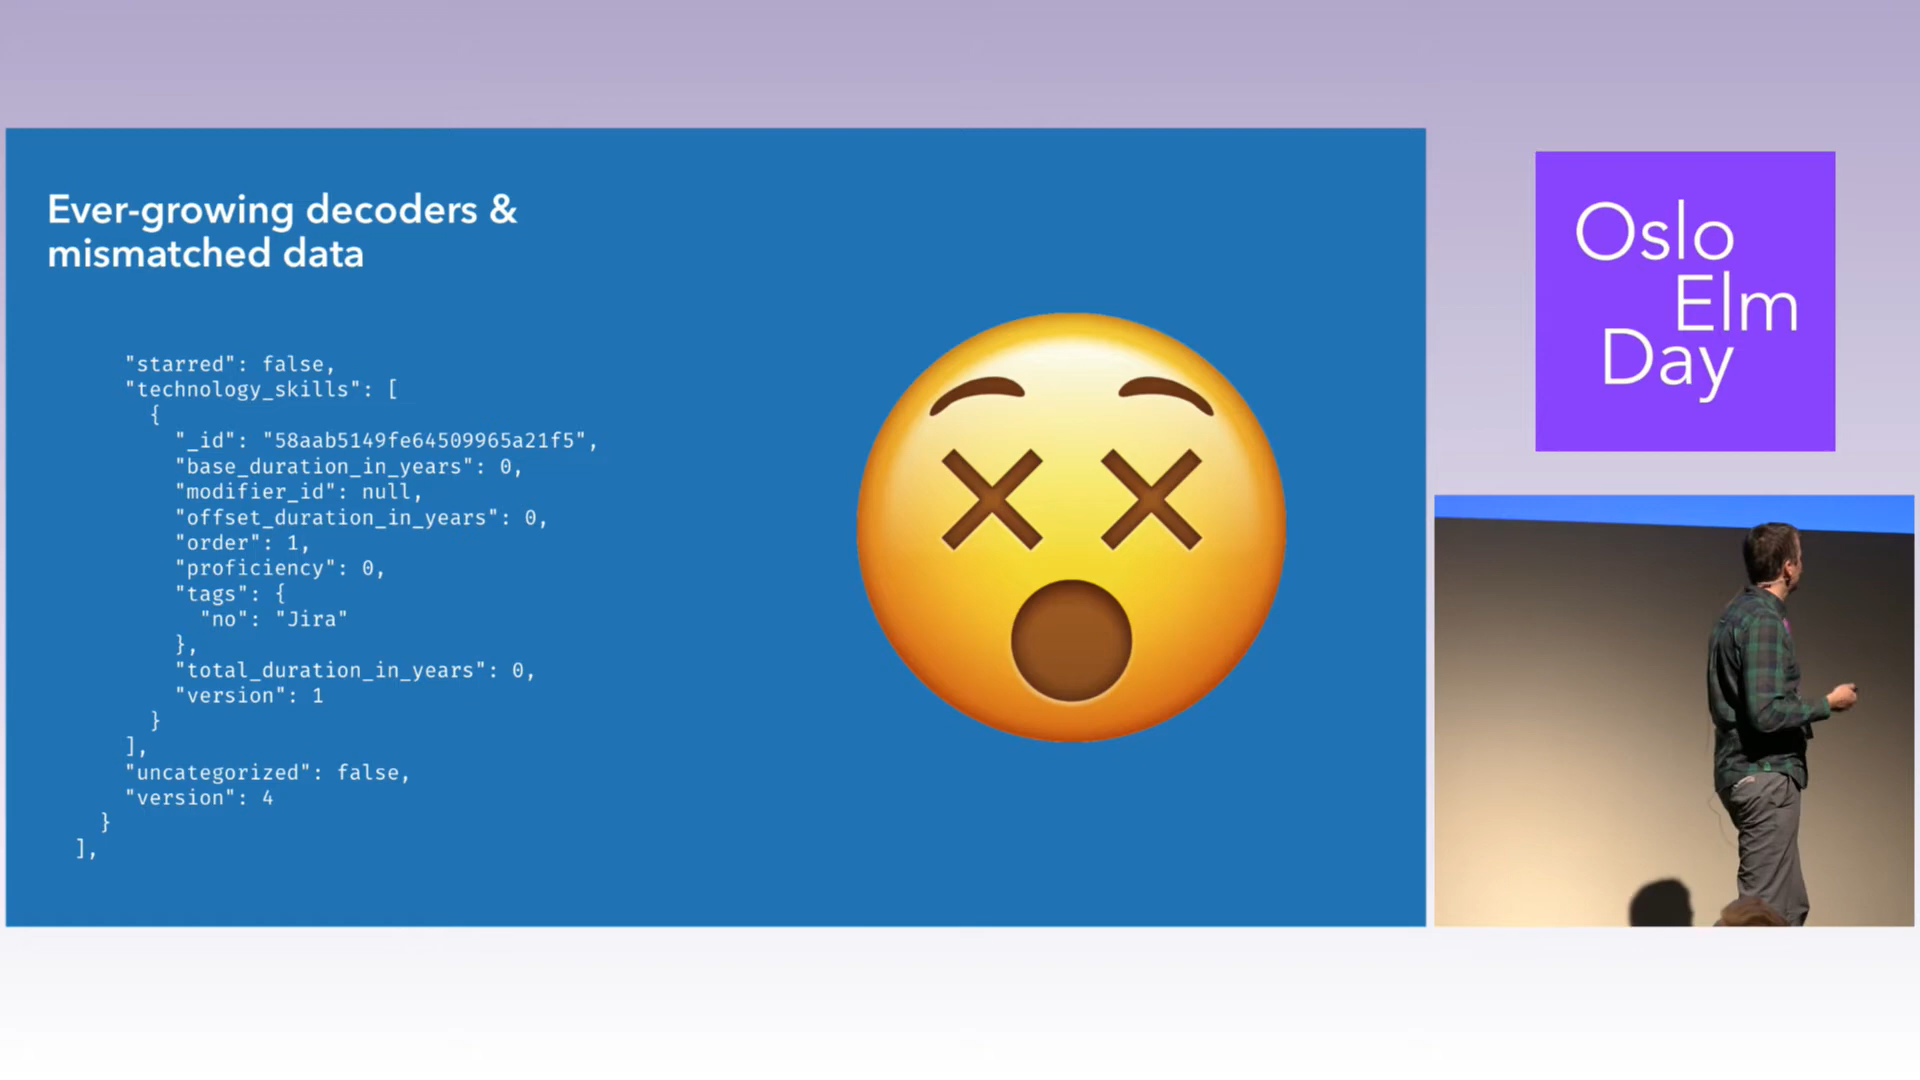 Ever-growing decoders &
mismatched data
"starred": false,
"technology_skills": [
{
"_id": "58aab5149fe64509965a21f5",
"base_duration_in_years": 0,
"modifier_id": null,
"offset_duration_in_years": 0,
"order": 1,
"proficiency": 0,
"tags": {
"no": "Jira"
},
"total_duration_in_years": 0,
"version": 1
}
],
"uncategorized": false,
"version": 4
}
],
Oslo
Elm
Day